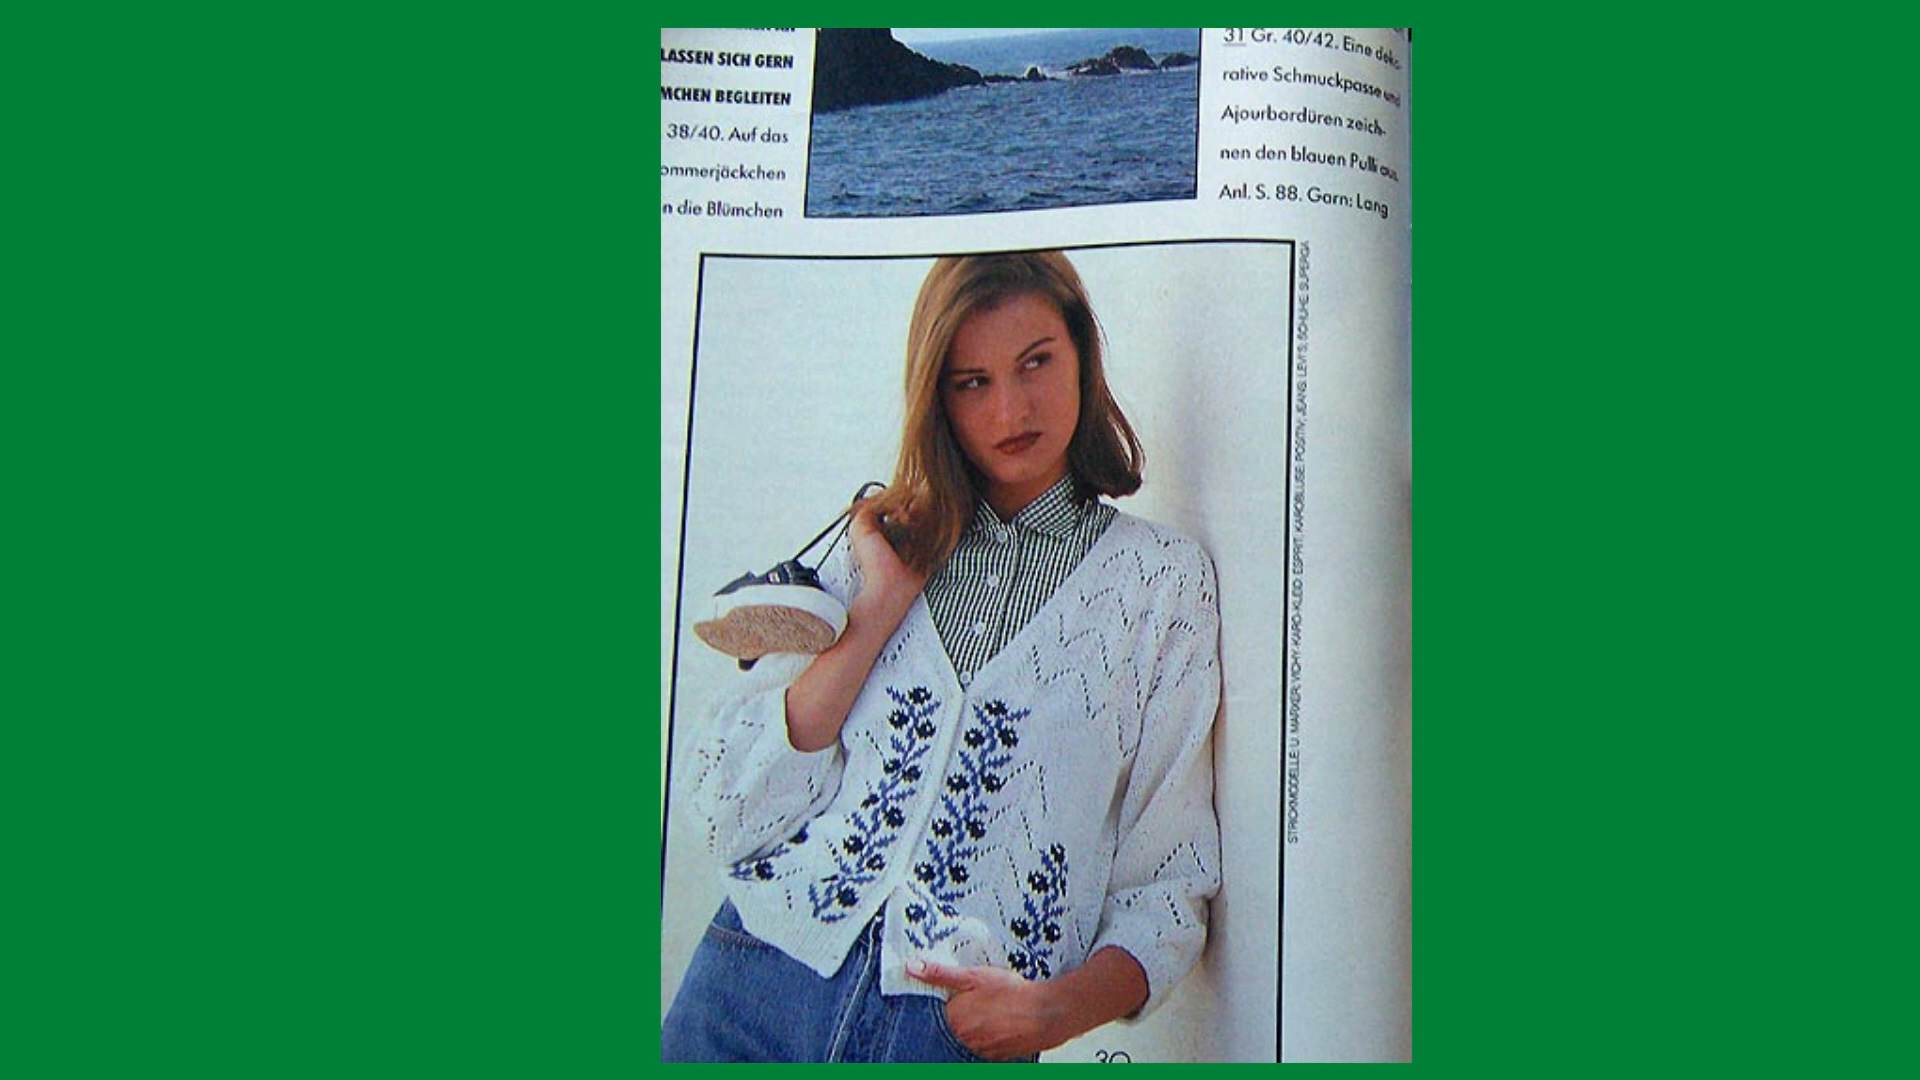 LASSEN SICH GERN
MCHEN BEGLEITEN
38/40. Auf das
ommerjäckchen
n die Blümchen
31 Gr. 40/42. Eine deko-
rative Schmuckpasse und
Ajourbordüren zeich-
nen den blauen Pulli aus.
Anl. S. 88. Garn: Lang
STRICKMODELLE: U. MARKER; VICHY-KARO-KLEID: ESPRIT; KAROBLUSE: POSITIV; JEANS: LEVI'S; SCHUHE: SUPERGA
30